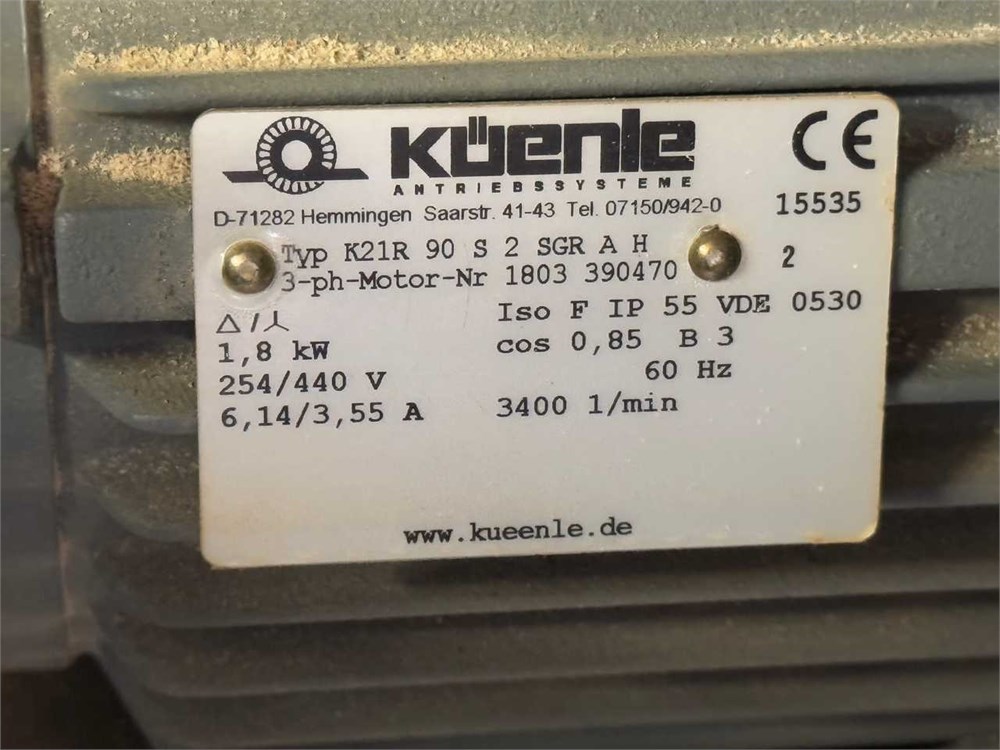 KÜENLE
ANTRIEBSSYSTEME
CE
D-71282 Hemmingen Saarstr. 41-43 Tel. 07150/942-0
15535
Typ K21R 90 S 2 SGR A H
2
3-ph-Motor-Nr 1803 390470
Iso F IP 55 VDE 0530
Δ/⅄
1,8 kW
cos 0,85 B 3
254/440 V
60 Hz
6,14/3,55 A
3400 1/min
www.kueenle.de